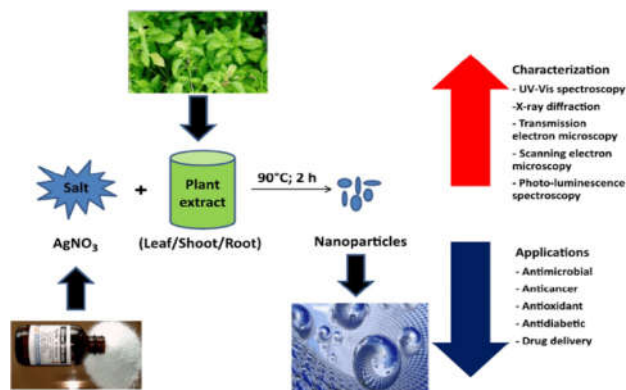 Salt
+
Plant
extract
90°C; 2 h
AgNO₃
(Leaf/Shoot/Root)
Nanoparticles
Characterization
- UV-Vis spectroscopy
-X-ray diffraction
- Transmission
electron microscopy
- Scanning electron
microscopy
- Photo-luminescence
spectroscopy
Applications
- Antimicrobial
- Anticancer
- Antioxidant
- Antidiabetic
- Drug delivery